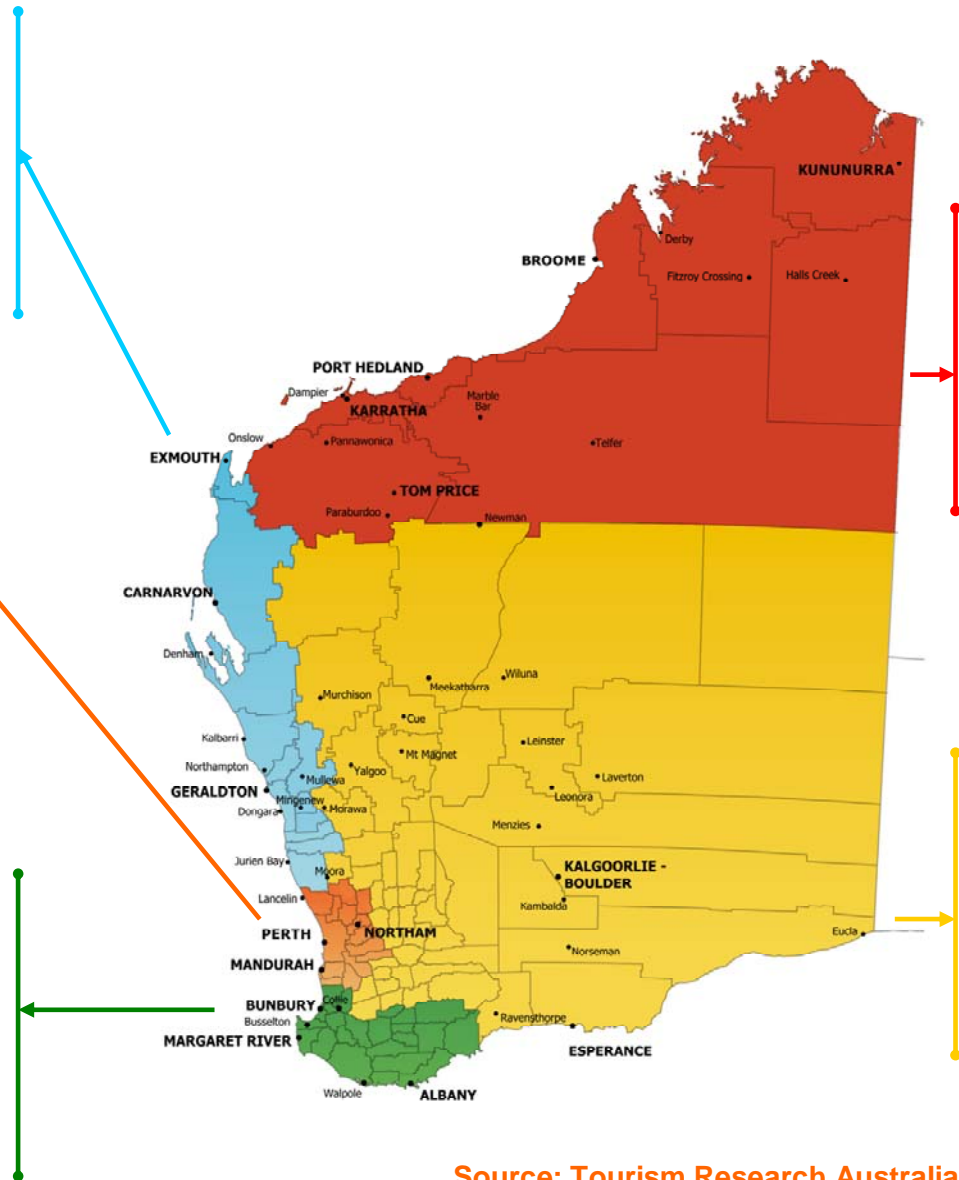 KUNUNURRA
Derby
BROOME
Fitzroy Crossing
Halls Creek
PORT HEDLAND
Dampier
KARRATHA
Marble
Bar
Onslow
Pannawonica
Telfer
EXMOUTH
TOM PRICE
Paraburdoo
Newman
CARNARVON
Denham
Murchison
Meekatharra
Wiluna
Cue
Kalbarri
Leinster
Mt Magnet
Northampton
Mullewa
Yalgoo
Laverton
GERALDTON
Leonora
Mingenew
Dongara
Morawa
Menzies
Jurien Bay
Moora
KALGOORLIE -
BOULDER
Lancelin
Kambalda
PERTH
NORTHAM
Eucla
Norseman
MANDURAH
BUNBURY
Collie
Busselton
Ravensthorpe
MARGARET RIVER
ESPERANCE
Walpole
ALBANY
Source: Tourism Research Australia